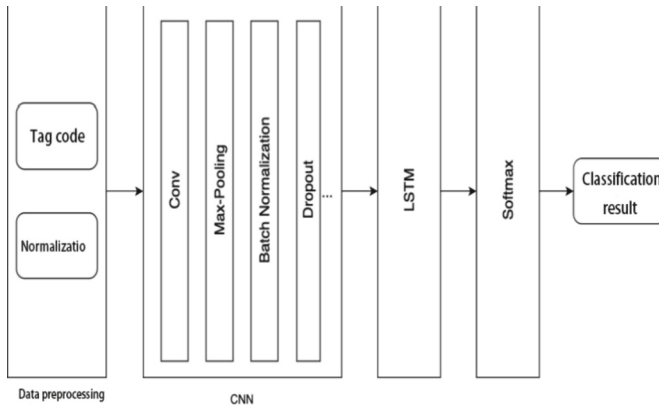 Tag code
Normalizatio
Data preprocessing
Conv
Max-Pooling
Batch Normalization
Dropout
...
CNN
LSTM
Softmax
Classification
result